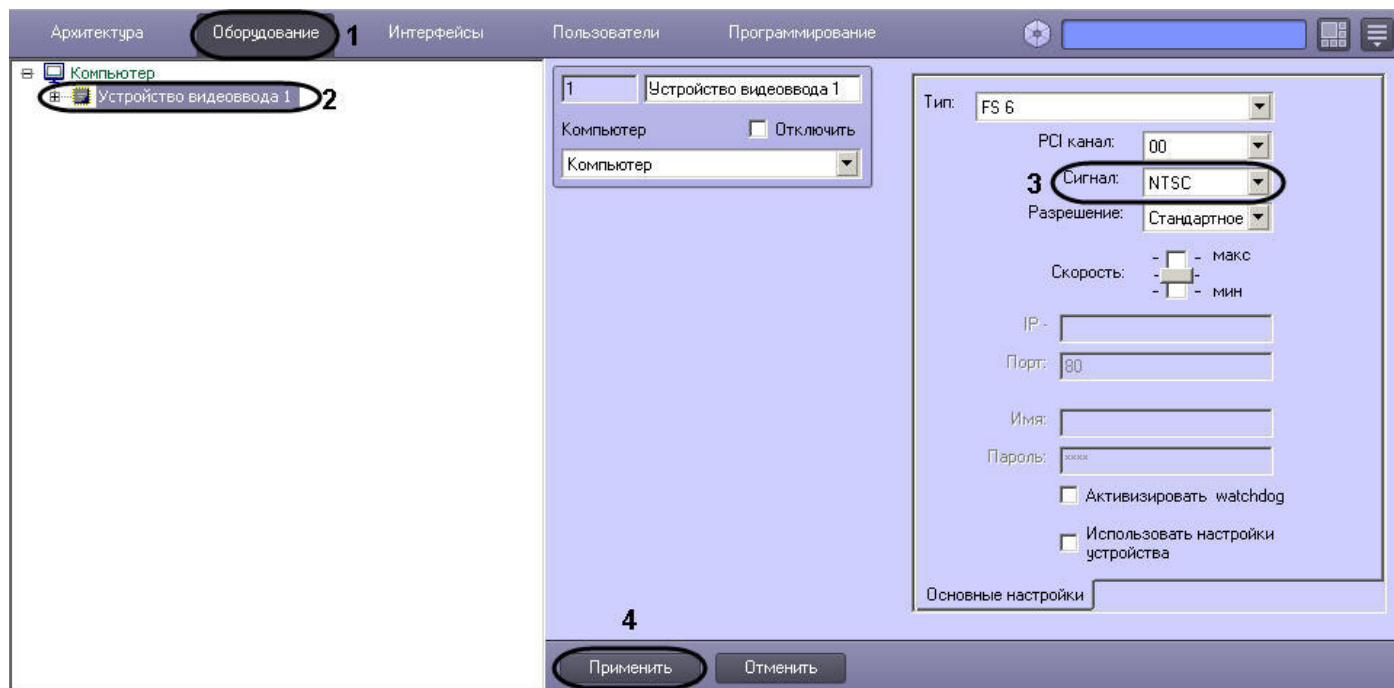 Архитектура Оборудование 1 Интерфейсы Пользователи Программирование
Компьютер
Устройство видеоввода 1 2
1 Устройство видеоввода 1
Компьютер Отключить
Компьютер
Тип: FS 6
PCI канал: 00
3 Сигнал: NTSC
Разрешение: Стандартное
- - макс
Скорость: - -
- - мин
IP -
Порт: 80
Имя:
Пароль: ××××
Активизировать watchdog
Использовать настройки
устройства
Основные настройки
4
Применить Отменить